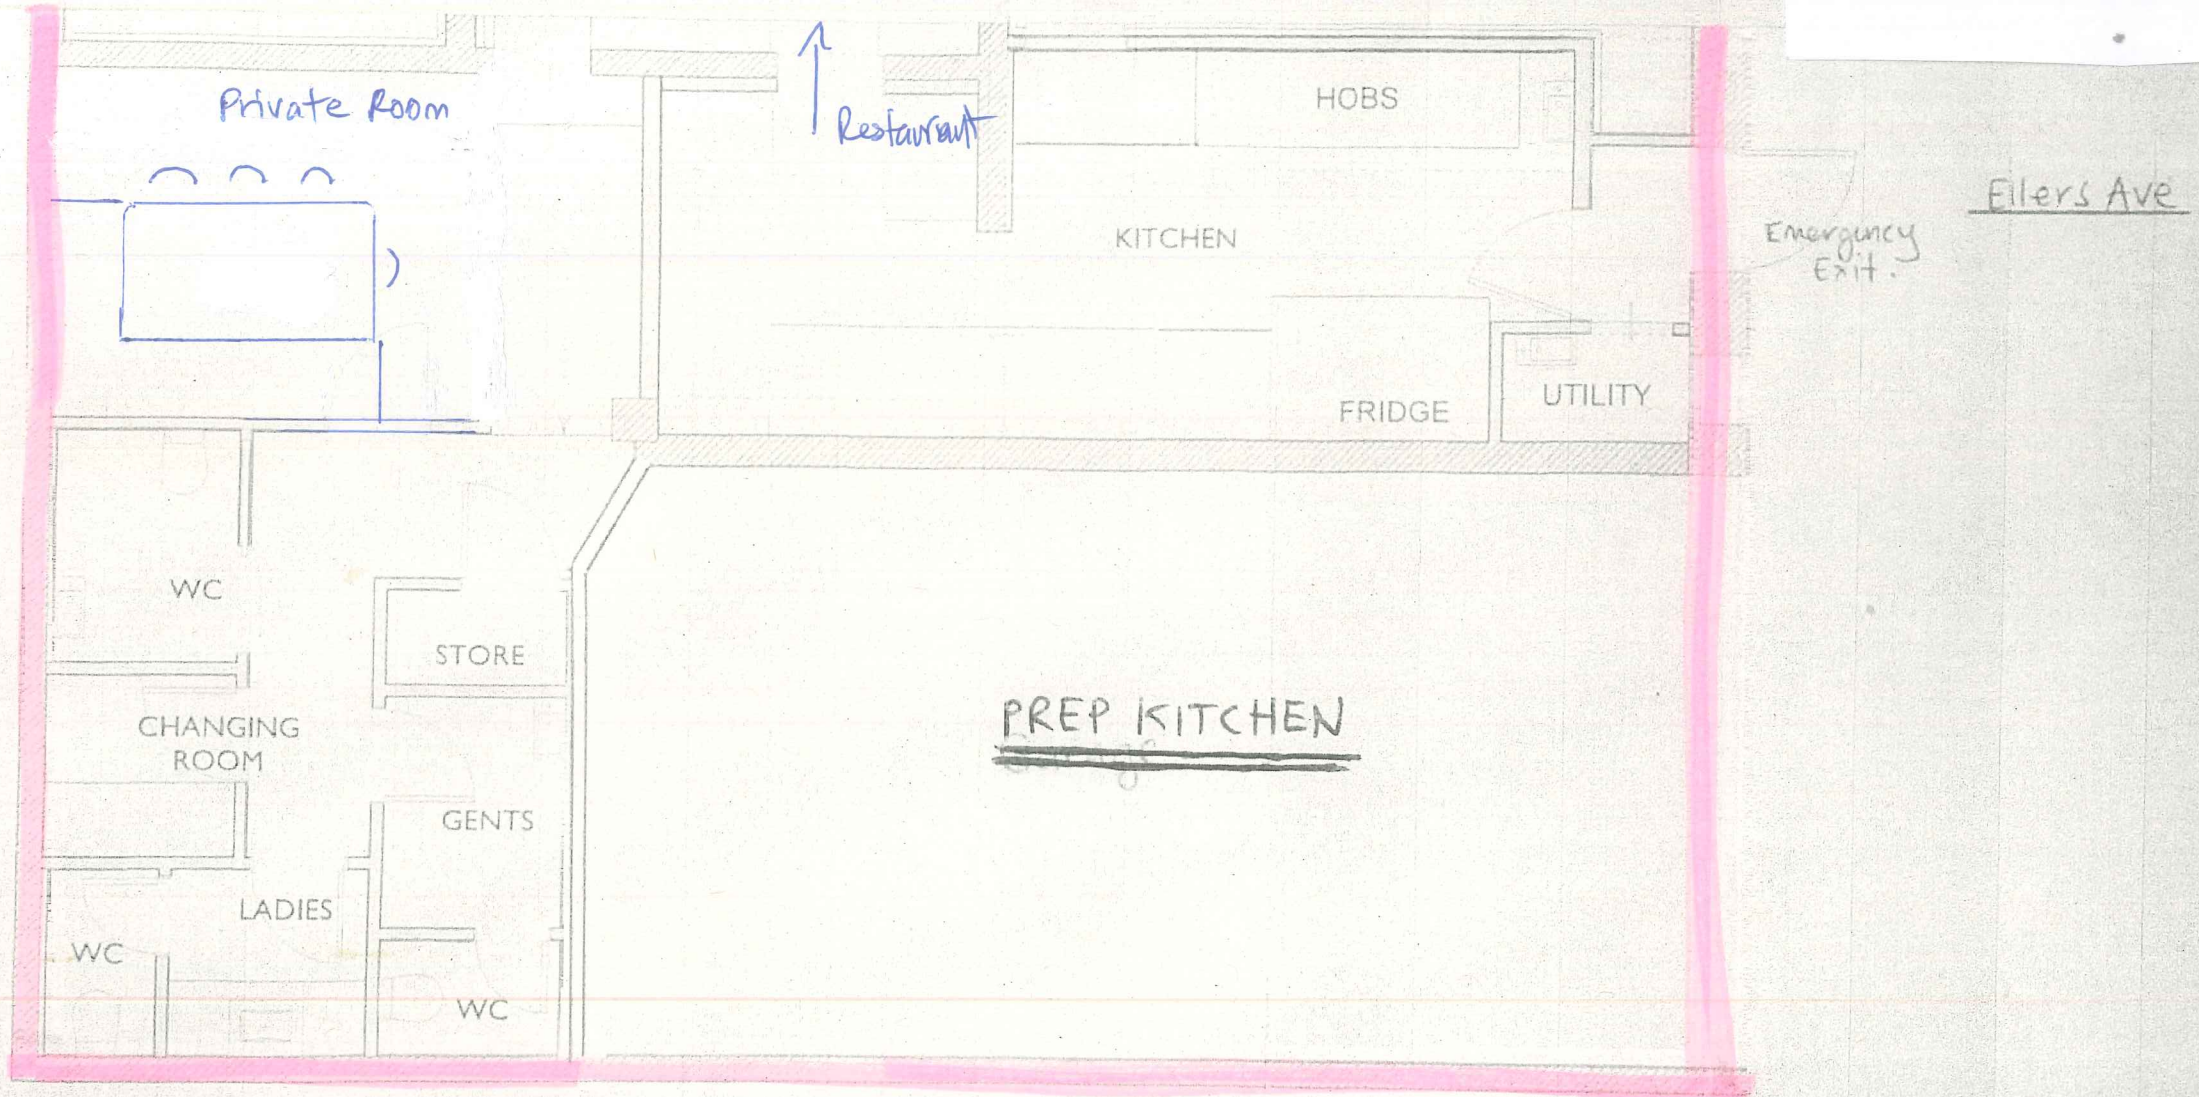 Private Room
Restaurant
HOBS
Eilers Ave
KITCHEN
Emergency
Exit.
FRIDGE
UTILITY
WC
STORE
PREP KITCHEN
CHANGING
ROOM
GENTS
LADIES
WC
WC